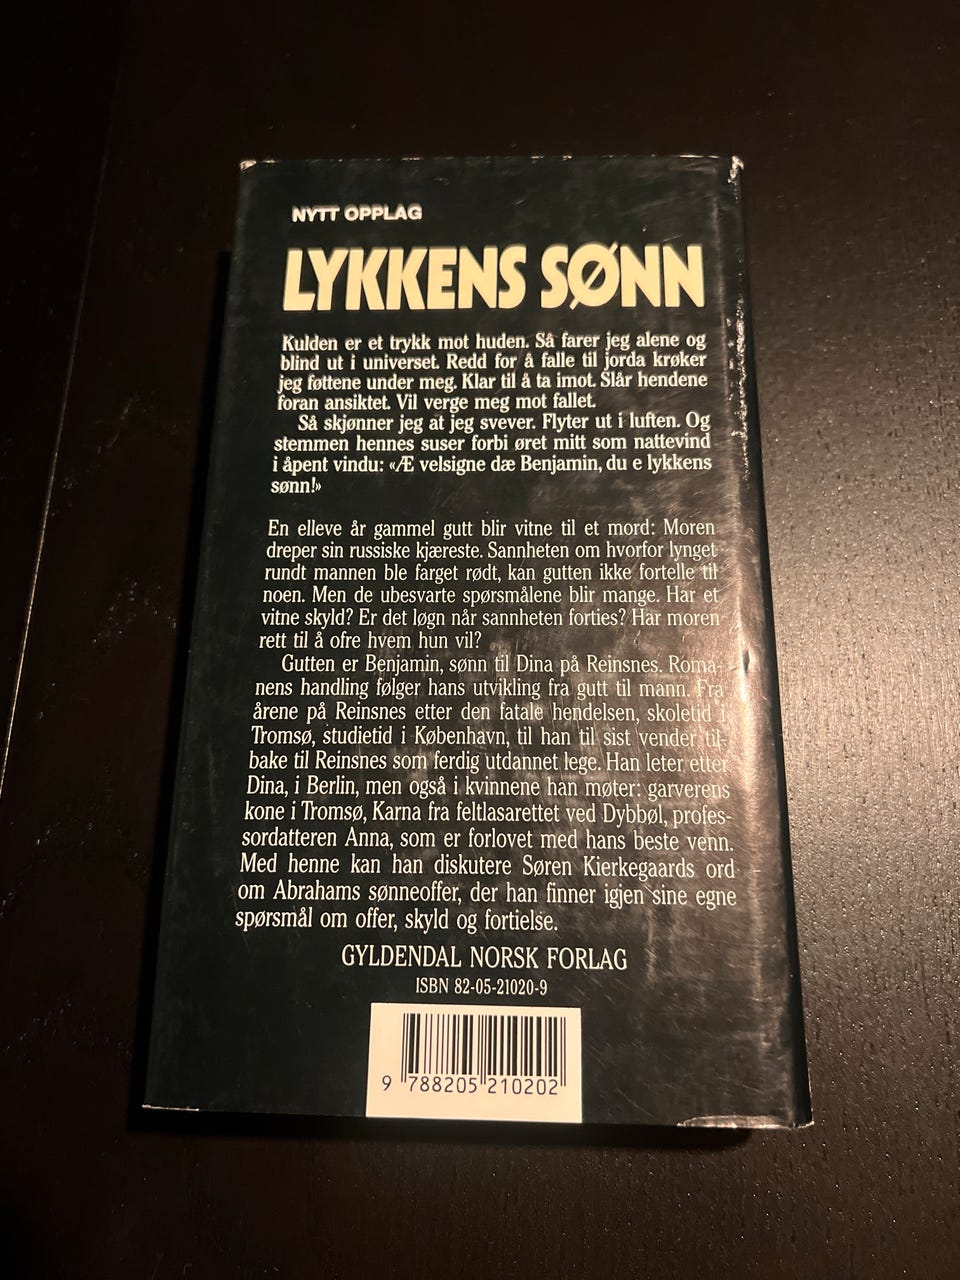 NYTT OPPLAG
LYKKENS SØNN
Kulden er et trykk mot huden. Så farer jeg alene og
blind ut i universet. Redd for å falle til jorda krøker
jeg føttene under meg. Klar til å ta imot. Slår hendene
foran ansiktet. Vil verge meg mot fallet.
Så skjønner jeg at jeg svever. Flyter ut i luften. Og
stemmen hennes suser forbi øret mitt som nattevind
i åpent vindu: «Æ velsigne dæ Benjamin, du e lykkens
sønn!»
En elleve år gammel gutt blir vitne til et mord: Moren
dreper sin russiske kjæreste. Sannheten om hvorfor lynget
rundt mannen ble farget rødt, kan gutten ikke fortelle til
noen. Men de ubesvarte spørsmålene blir mange. Har et
vitne skyld? Er det løgn når sannheten forties? Har moren
rett til å ofre hvem hun vil?
Gutten er Benjamin, sønn til Dina på Reinsnes. Roma-
nens handling følger hans utvikling fra gutt til mann. Fra
årene på Reinsnes etter den fatale hendelsen, skoletid i
Tromsø, studietid i København, til han til sist vender til-
bake til Reinsnes som ferdig utdannet lege. Han leter etter
Dina, i Berlin, men også i kvinnene han møter: garverens
kone i Tromsø, Karna fra feltlasarettet ved Dybbøl, profes-
sordatteren Anna, som er forlovet med hans beste venn.
Med henne kan han diskutere Søren Kierkegaards ord
om Abrahams sønneoffer, der han finner igjen sine egne
spørsmål om offer, skyld og fortielse.
GYLDENDAL NORSK FORLAG
ISBN 82-05-21020-9
9 788205 210202